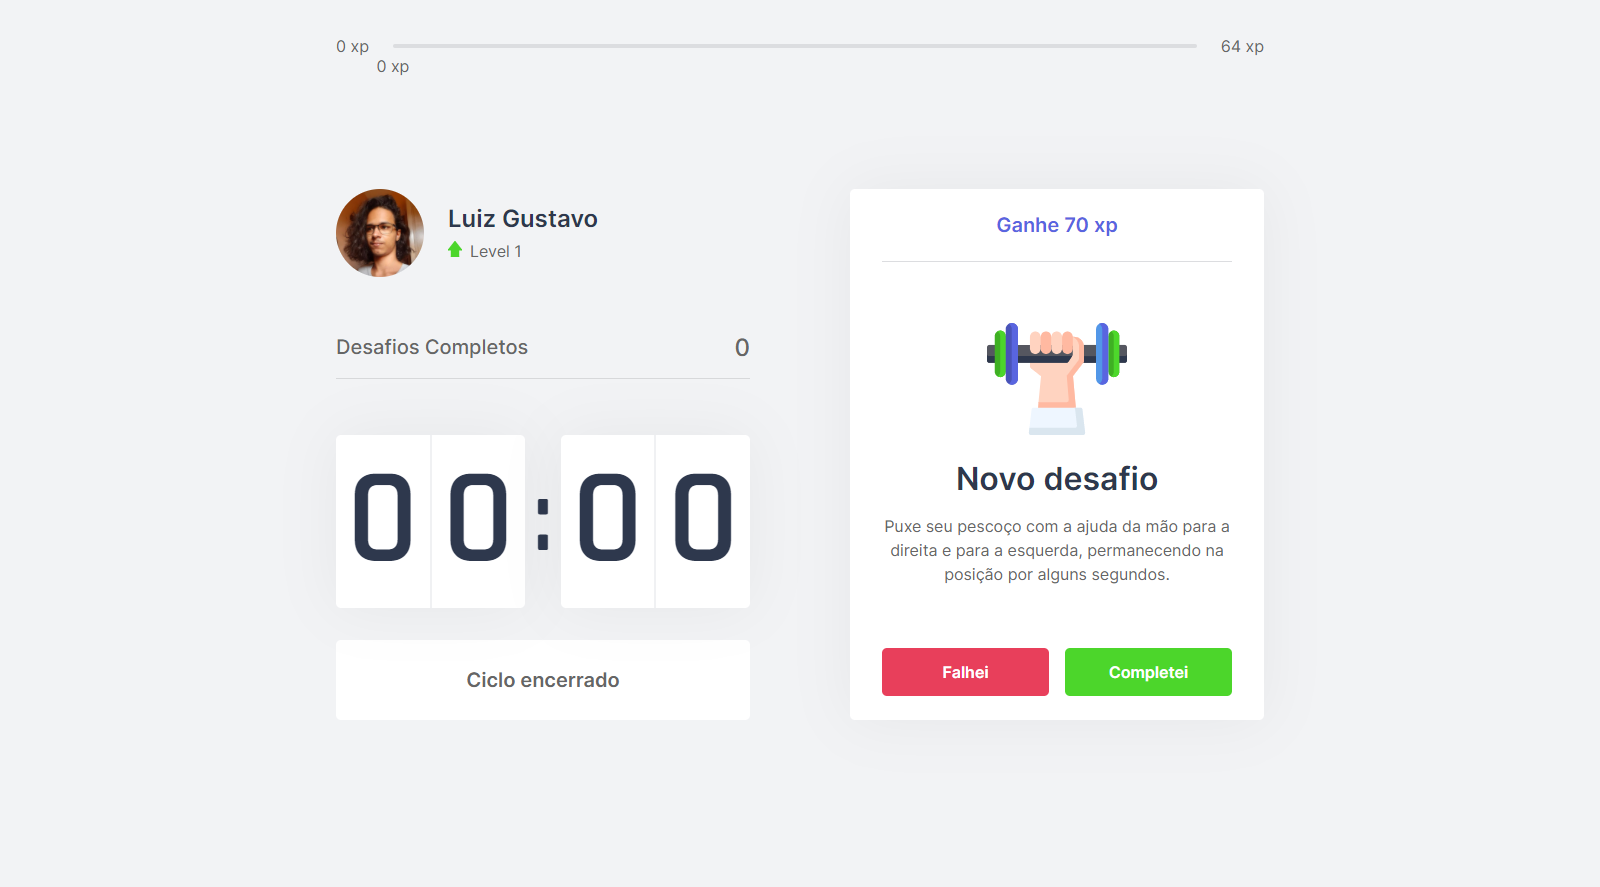 0 xp
64 xp
0 xp
Luiz Gustavo
Level 1
Desafios Completos
0
00:00
Ciclo encerrado
Ganhe 70 xp
Novo desafio
Puxe seu pescoço com a ajuda da mão para a
direita e para a esquerda, permanecendo na
posição por alguns segundos.
Falhei
Completei